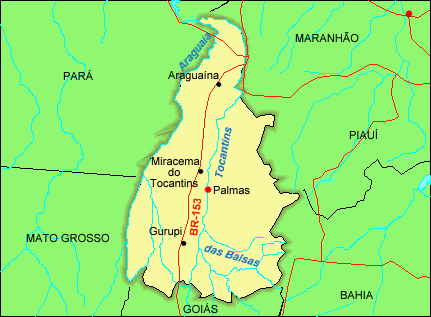 MARANHÃO
Araguaia
PARÁ
Araguaína
PIAUÍ
Tocantins
Miracema
do
Tocantins
Palmas
BR-153
Gurupi
MATO GROSSO
das Balsas
BAHIA
GOIÁS